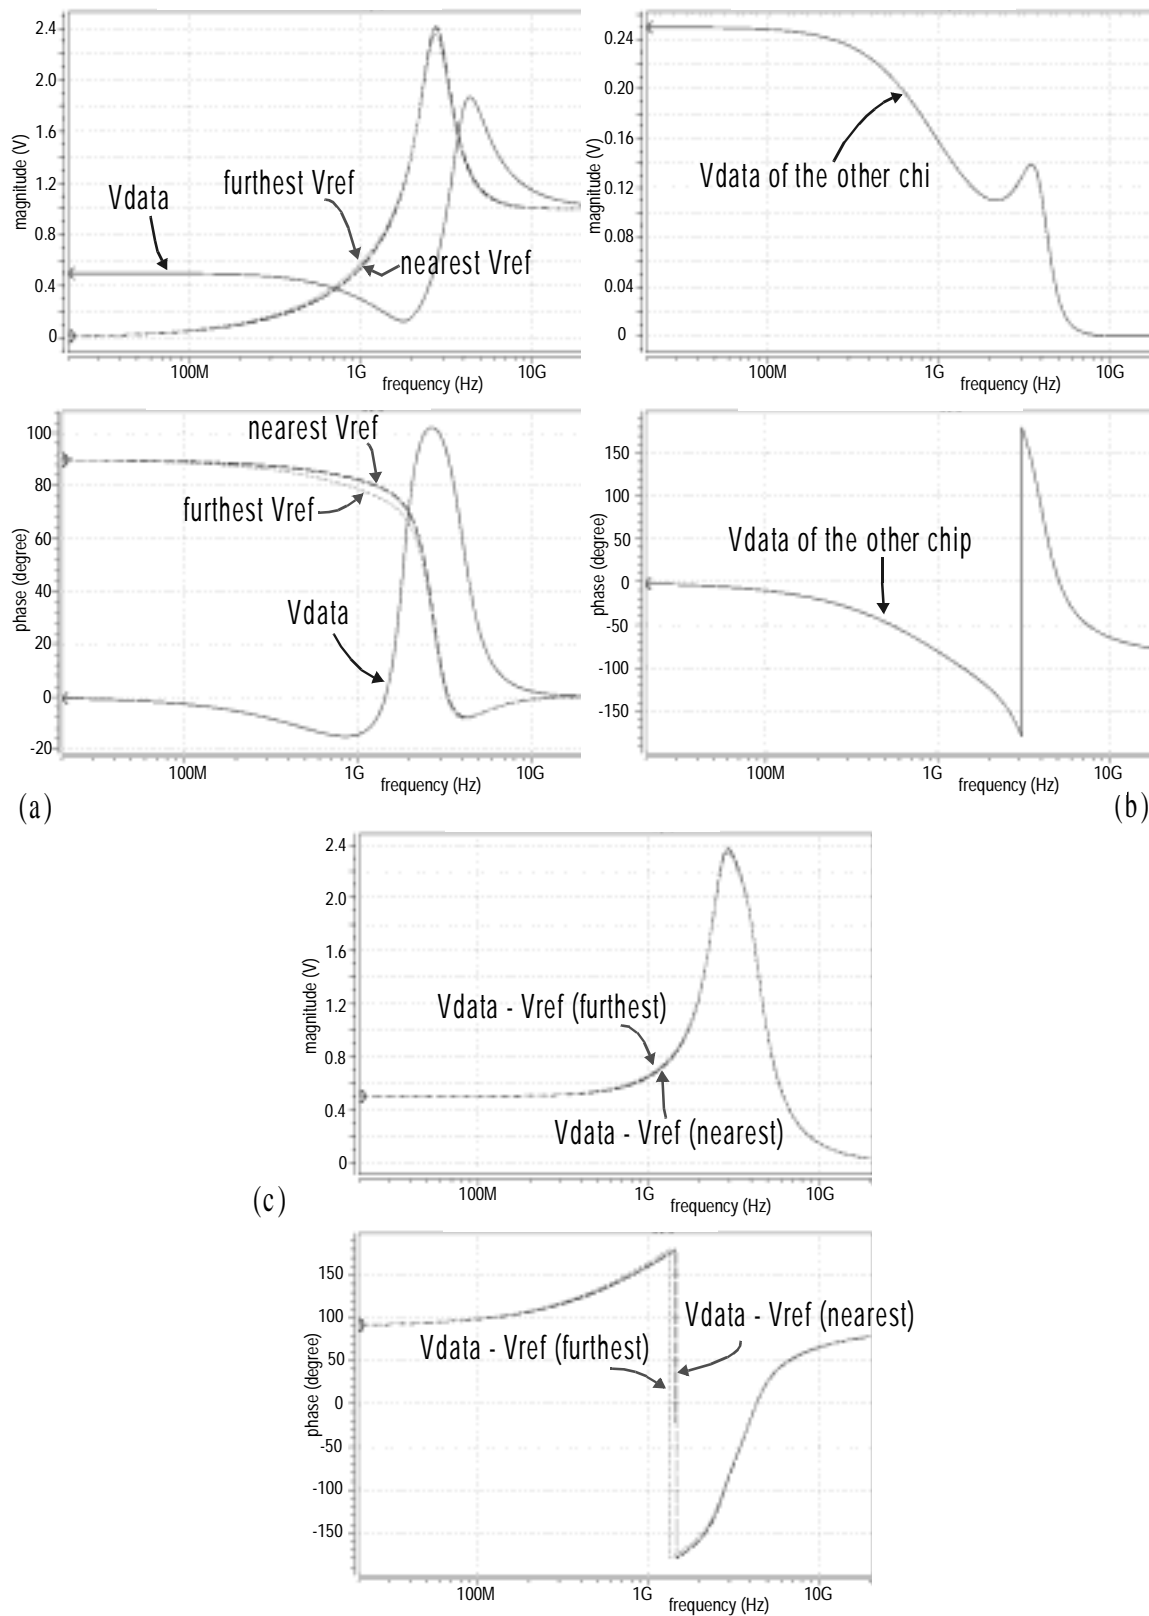 2.4
2.0
1.6
1.2
0.8
0.4
0
magnitude (V)
Vdata
furthest Vref
nearest Vref
100M
1G
10G
frequency (Hz)
0.24
0.20
0.16
0.12
0.08
0.04
0
magnitude (V)
Vdata of the other chi
100M
1G
10G
frequency (Hz)
100
80
60
40
20
0
-20
phase (degree)
nearest Vref
furthest Vref
Vdata
100M
1G
10G
frequency (Hz)
(a)
150
100
50
0
-50
-100
-150
phase (degree)
Vdata of the other chip
100M
1G
10G
frequency (Hz)
(b)
2.4
2.0
1.6
1.2
0.8
0.4
0
magnitude (V)
Vdata - Vref (furthest)
Vdata - Vref (nearest)
100M
1G
10G
frequency (Hz)
(c)
150
100
50
0
-50
-100
-150
phase (degree)
Vdata - Vref (nearest)
Vdata - Vref (furthest)
100M
1G
10G
frequency (Hz)